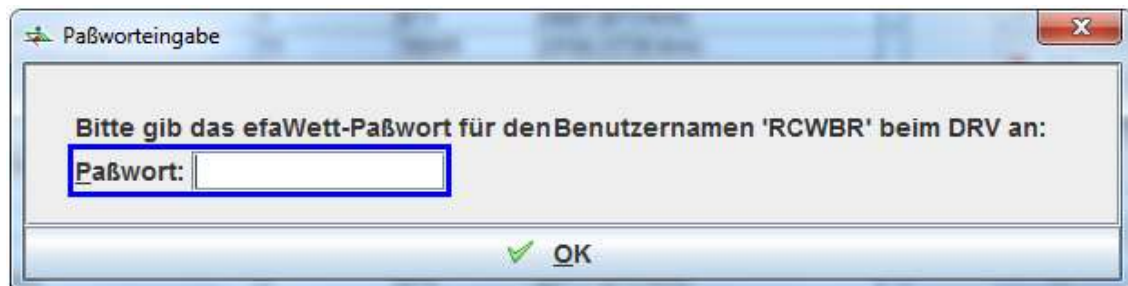 Paßworteingabe
Bitte gib das efaWett-Paßwort für denBenutzernamen 'RCWBR' beim DRV an:
Paßwort:
OK